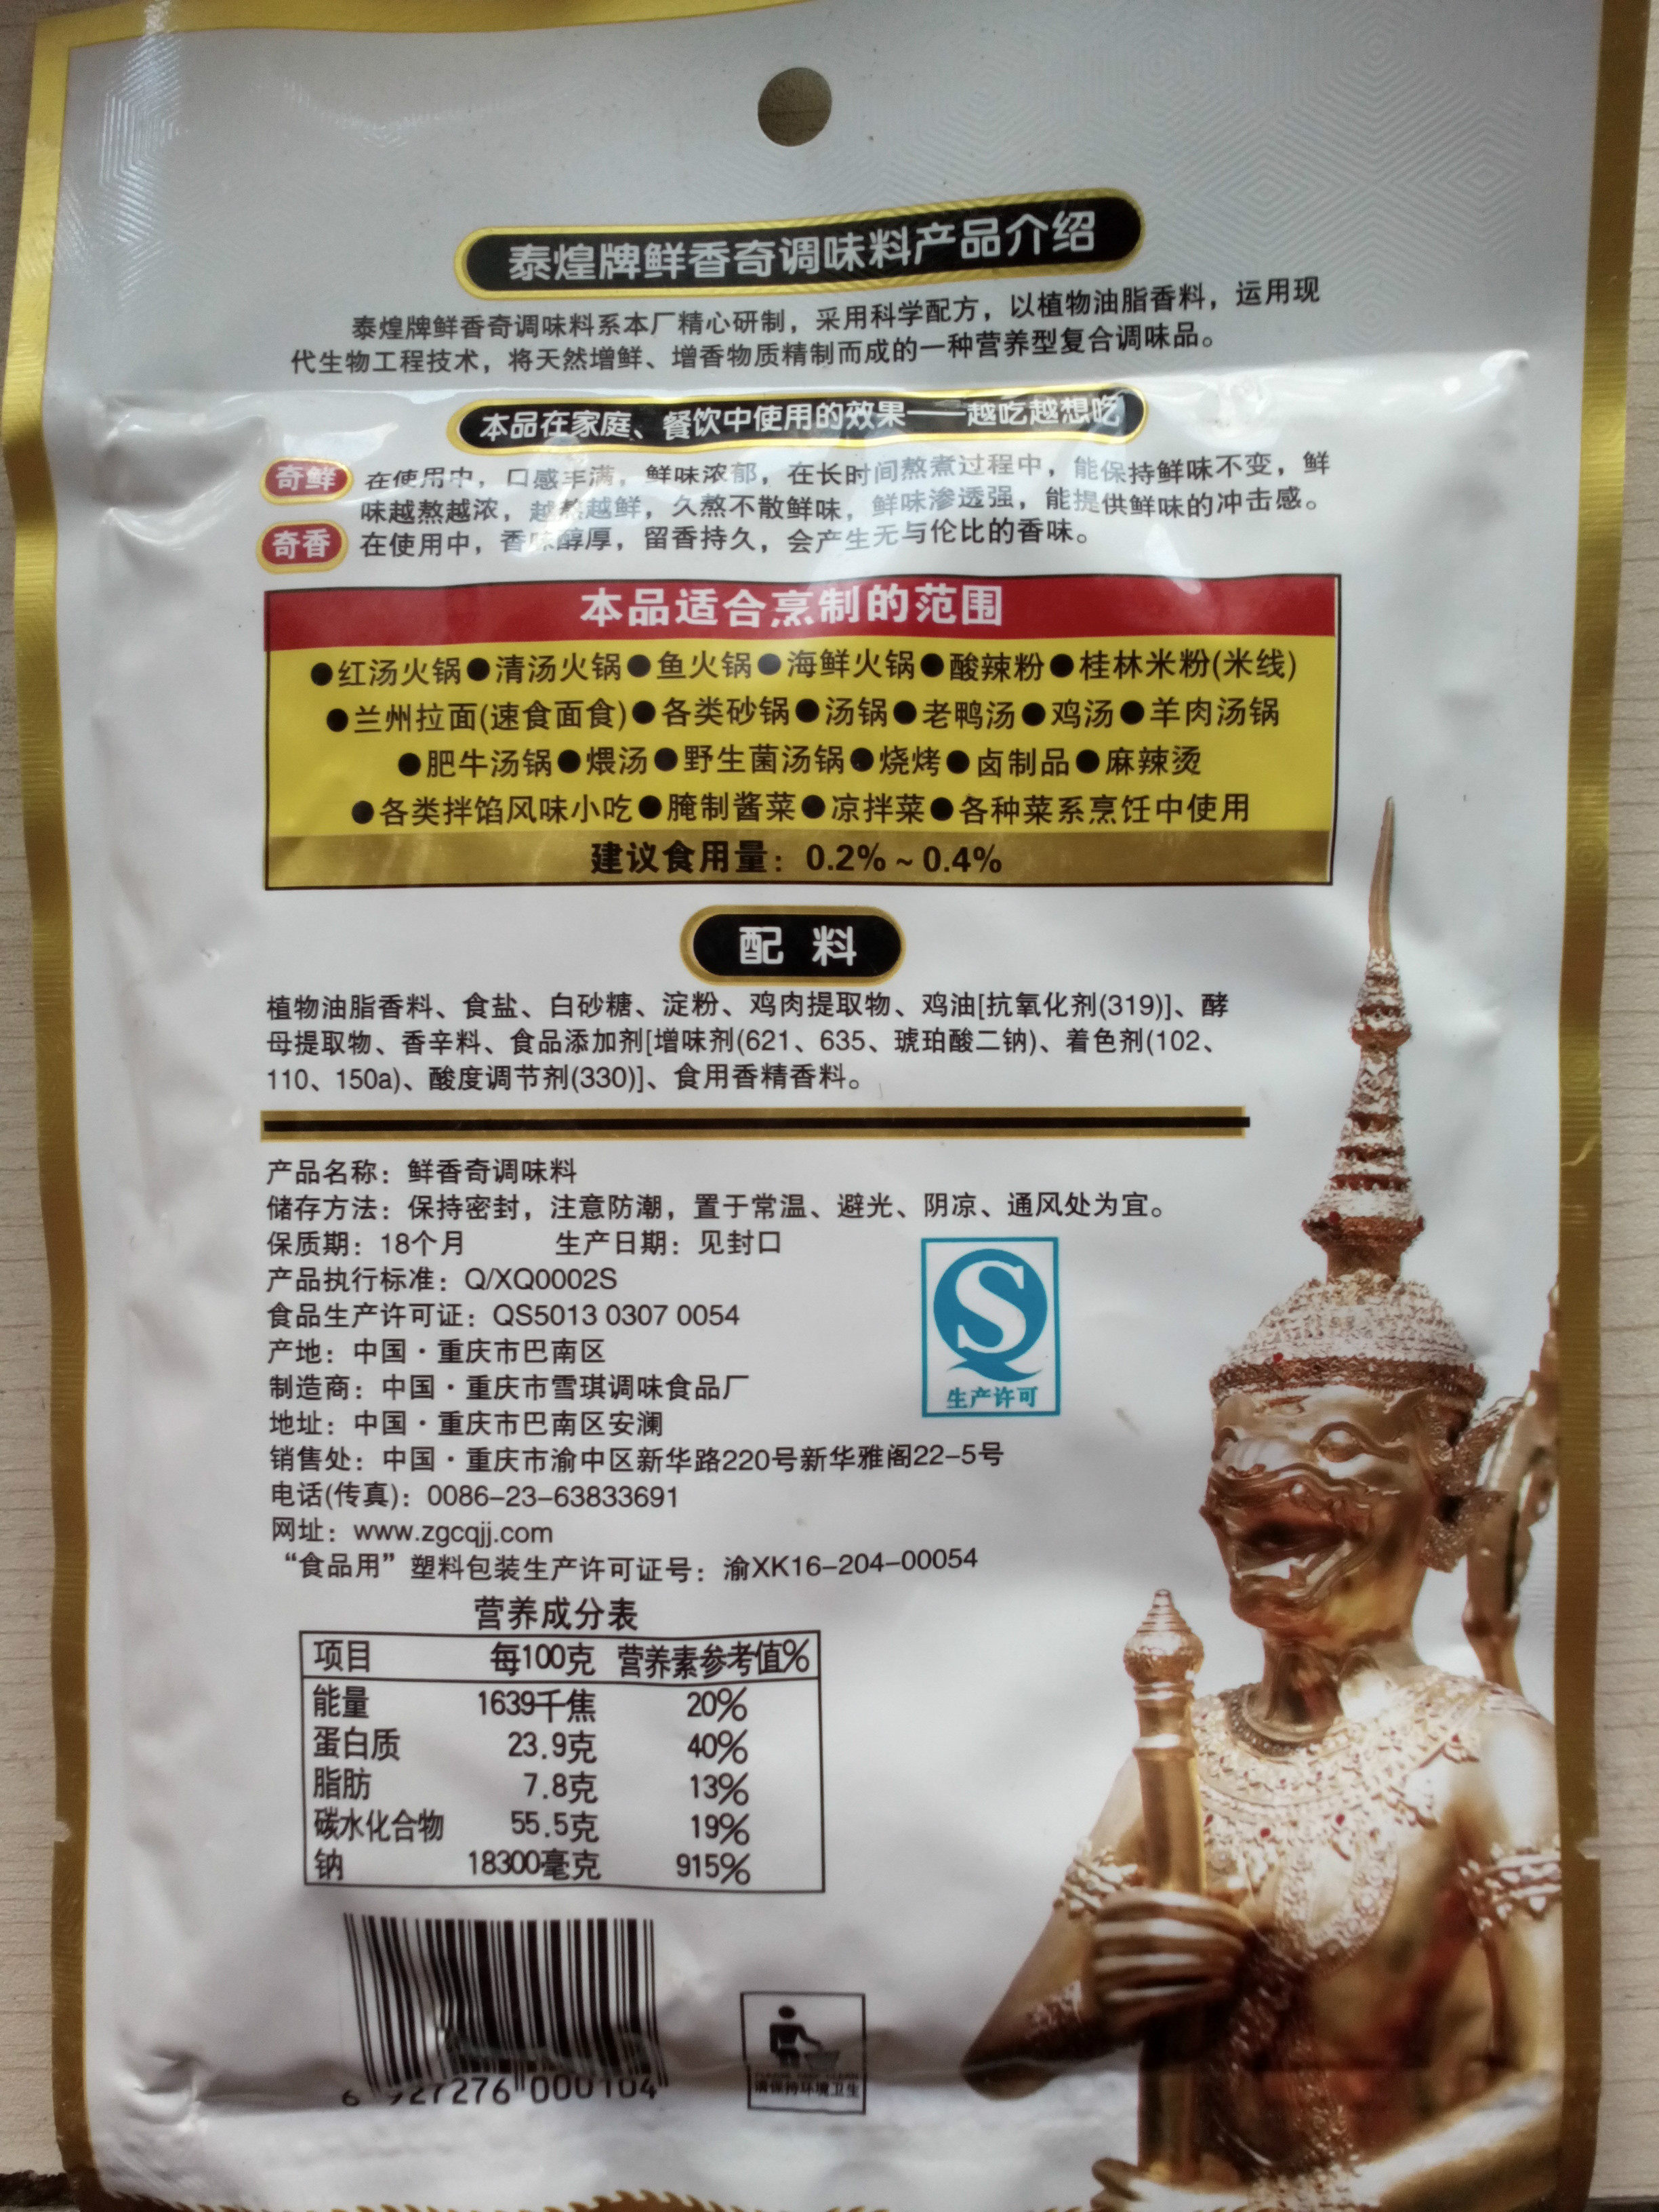 泰煌牌鲜香奇调味料产品介绍
泰煌牌鲜香奇调味料系本厂精心研制，采用科学配方，以植物油脂香料，运用现
代生物工程技术，将天然增鲜、增香物质精制而成的一种营养型复合调味品。
本品在家庭、餐饮中使用的效果——越吃越想吃
奇鲜 在使用中，口感丰满，鲜味浓郁，在长时间熬煮过程中，能保持鲜味不变，鲜
味越熬越浓，越熬越鲜，久熬不散鲜味，鲜味渗透强，能提供鲜味的冲击感。
奇香 在使用中，香味醇厚，留香持久，会产生无与伦比的香味。
本品适合烹制的范围
●红汤火锅●清汤火锅●鱼火锅●海鲜火锅●酸辣粉●桂林米粉(米线)
●兰州拉面(速食面食)●各类砂锅●汤锅●老鸭汤●鸡汤●羊肉汤锅
●肥牛汤锅●煨汤●野生菌汤锅●烧烤●卤制品●麻辣烫
●各类拌馅风味小吃●腌制酱菜●凉拌菜●各种菜系烹饪中使用
建议食用量：0.2%～0.4%
配 料
植物油脂香料、食盐、白砂糖、淀粉、鸡肉提取物、鸡油[抗氧化剂(319)]、酵
母提取物、香辛料、食品添加剂[增味剂(621、635、琥珀酸二钠)、着色剂(102、
110、150a)、酸度调节剂(330)]、食用香精香料。
产品名称：鲜香奇调味料
储存方法：保持密封，注意防潮，置于常温、避光、阴凉、通风处为宜。
保质期：18个月 生产日期：见封口
产品执行标准：Q/XQ0002S
食品生产许可证：QS5013 0307 0054
生产许可
产地：中国·重庆市巴南区
制造商：中国·重庆市雪琪调味食品厂
地址：中国·重庆市巴南区安澜
销售处：中国·重庆市渝中区新华路220号新华雅阁22-5号
电话(传真)：0086-23-63833691
网址：www.zgcqjj.com
“食品用”塑料包装生产许可证号：渝XK16-204-00054
营养成分表
项目 每100克 营养素参考值%
能量 1639千焦 20%
蛋白质 23.9克 40%
脂肪 7.8克 13%
碳水化合物 55.5克 19%
钠 18300毫克 915%
6 927276 000104
请保持环境卫生